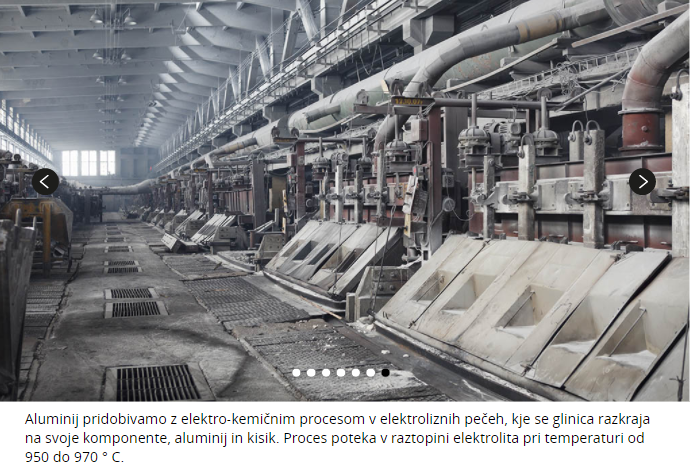 Aluminij pridobivamo z elektro-kemičnim procesom v elektroliznih pečeh, kje se glinica razkraja
na svoje komponente, aluminij in kisik. Proces poteka v raztopini elektrolita pri temperaturi od
950 do 970 ° C.